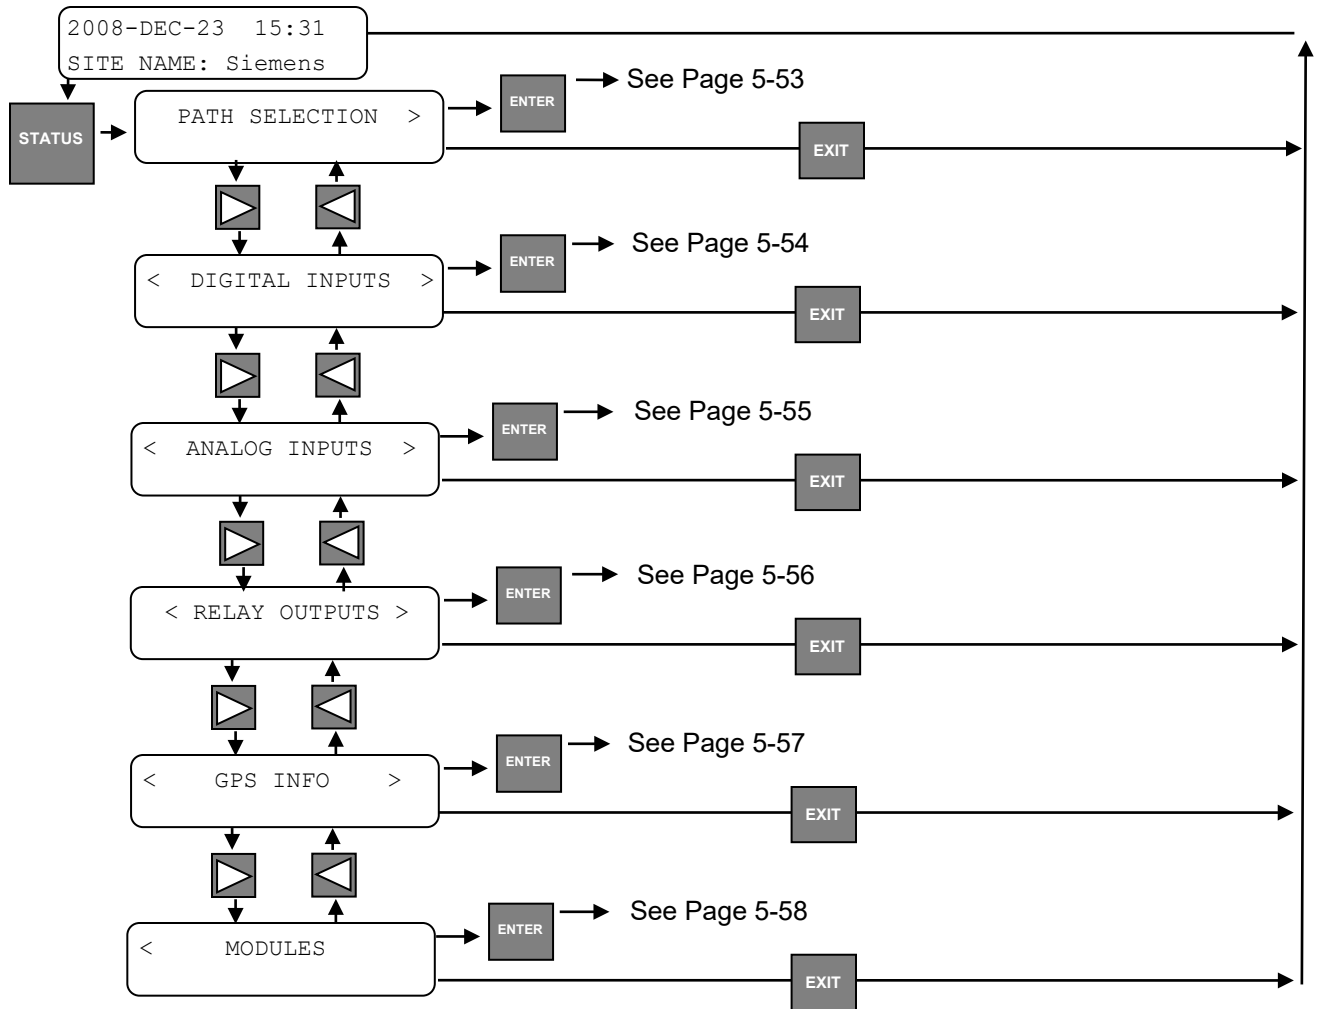 2008-DEC-23  15:31
SITE NAME: Siemens
STATUS
PATH SELECTION  >
ENTER
See Page 5-53
EXIT
<  DIGITAL INPUTS  >
ENTER
See Page 5-54
EXIT
<  ANALOG INPUTS  >
ENTER
See Page 5-55
EXIT
< RELAY OUTPUTS >
ENTER
See Page 5-56
EXIT
<    GPS INFO    >
ENTER
See Page 5-57
EXIT
<    MODULES
ENTER
See Page 5-58
EXIT